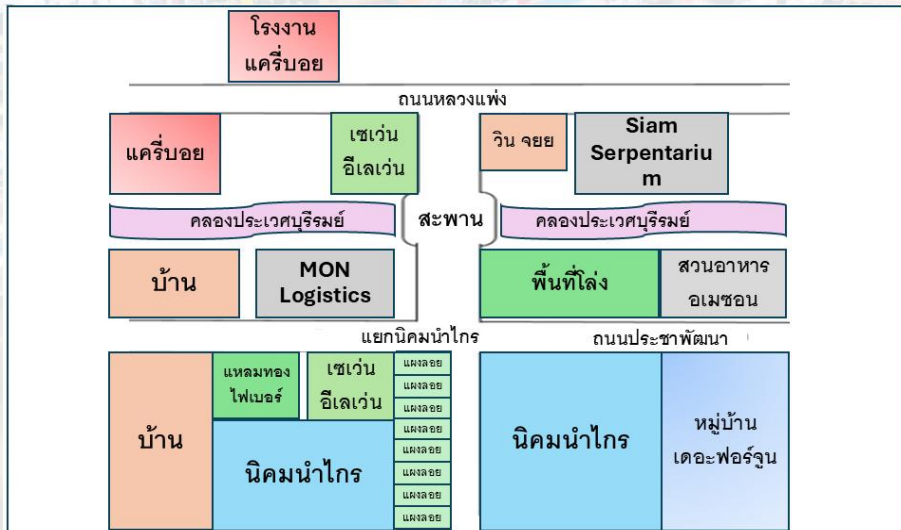 โรงงาน
แครี่บอย
ถนนหลวงแพ่ง
แครี่บอย
เซเว่น
อีเลเว่น
วิน จยย
Siam
Serpentariu
m
คลองประเวศบุรีรมย์
สะพาน
คลองประเวศบุรีรมย์
บ้าน
MON
Logistics
พื้นที่โล่ง
สวนอาหาร
อเมซอน
แยกนิคมนำไกร
ถนนประชาพัฒนา
บ้าน
แหลมทอง
ไฟเบอร์
เซเว่น
อีเลเว่น
แผงลอย
แผงลอย
แผงลอย
แผงลอย
แผงลอย
แผงลอย
แผงลอย
แผงลอย
นิคมนำไกร
นิคมนำไกร
หมู่บ้าน
เดอะฟอร์จูน